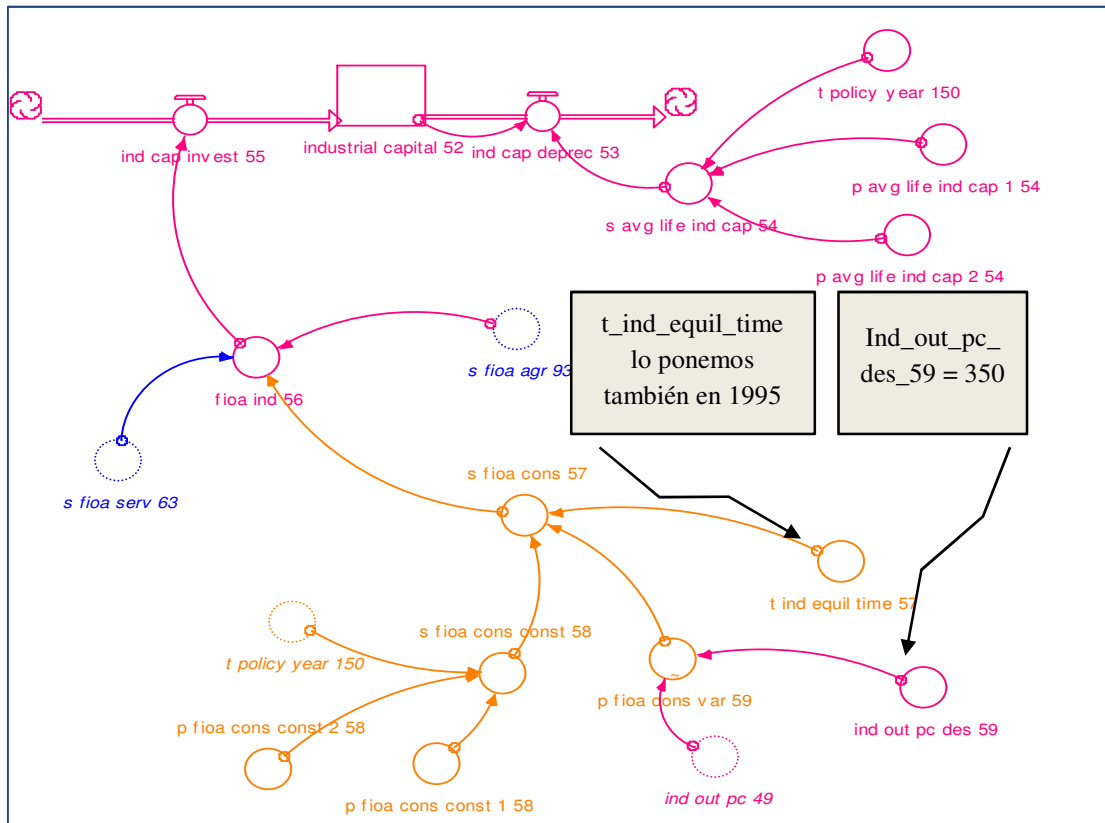 t policy year 150
ind cap invest 55
industrial capital 52
ind cap deprec 53
p avg life ind cap 1 54
s avg life ind cap 54
p avg life ind cap 2 54
t_ind_equil_time
lo ponemos
también en 1995
Ind_out_pc_
des_59 = 350
s fioa agr 93
fioa ind 56
s fioa serv 63
s fioa cons 57
t ind equil time 57
s fioa cons const 58
t policy year 150
p fioa cons var 59
~
p fioa cons const 2 58
ind out pc des 59
p fioa cons const 1 58
ind out pc 49